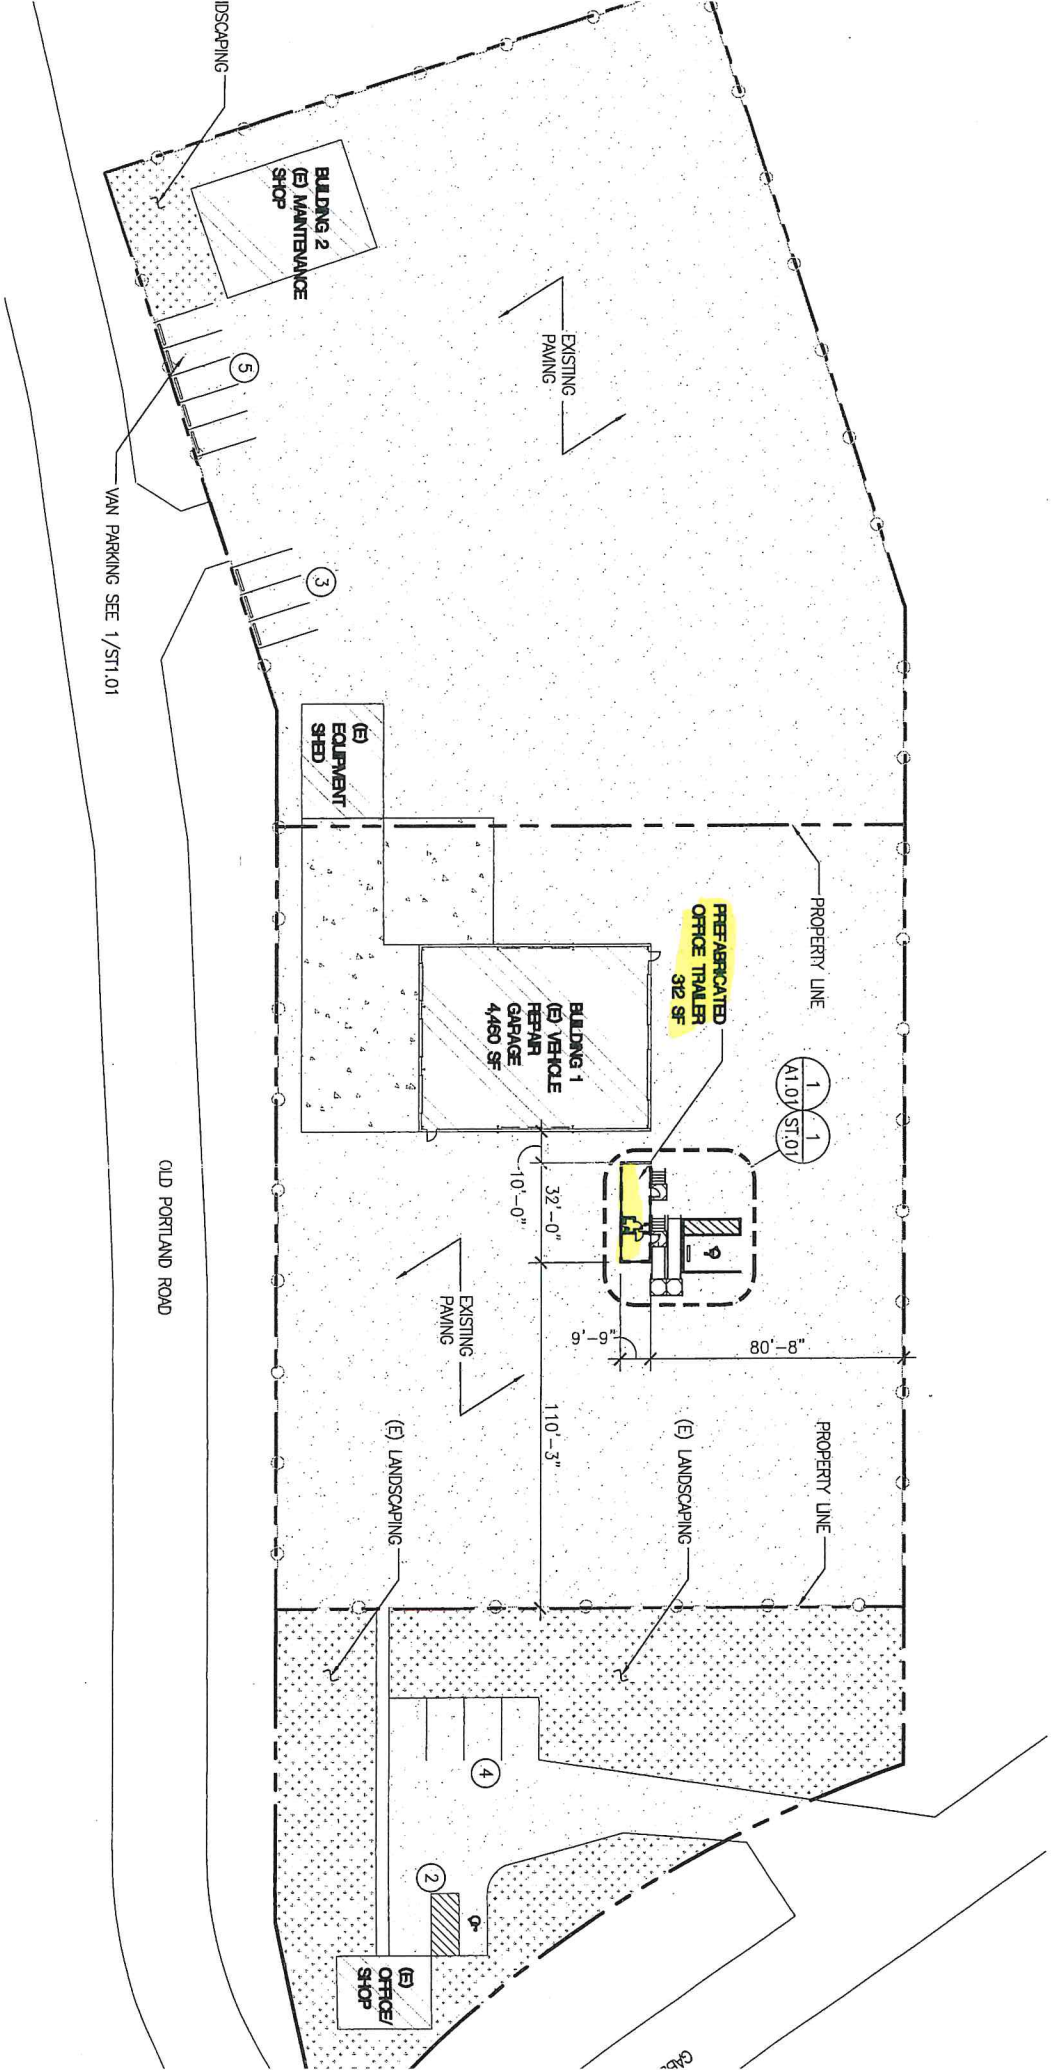 DSCAPING
BUILDING 2
(E) MAINTENANCE
SHOP
EXISTING
PAVING
5
VAN PARKING SEE 1/ST1.01
3
(E)
EQUIPMENT
SHED
PROPERTY LINE
PREFABRICATED
OFFICE TRAILER
312 SF
BUILDING 1
(E) VEHICLE
REPAIR
GARAGE
4,460 SF
1
A1.01
1
ST.01
32'-0"
10'-0"
9'-9"
80'-8"
110'-3"
EXISTING
PAVING
OLD PORTLAND ROAD
(E) LANDSCAPING
(E) LANDSCAPING
PROPERTY LINE
4
2
(E)
OFFICE/
SHOP